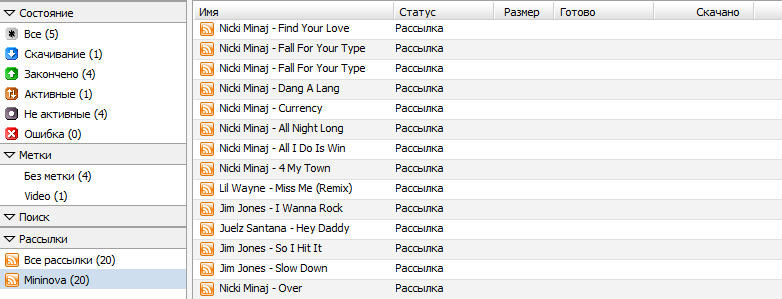 Состояние
Все (5)
Скачивание (1)
Закончено (4)
Активные (1)
Не активные (4)
Ошибка (0)
Метки
Без метки (4)
Video (1)
Поиск
Рассылки
Все рассылки (20)
Mininova (20)
Имя Статус Размер Готово Скачано
Nicki Minaj - Find Your Love Рассылка
Nicki Minaj - Fall For Your Type Рассылка
Nicki Minaj - Fall For Your Type Рассылка
Nicki Minaj - Dang A Lang Рассылка
Nicki Minaj - Currency Рассылка
Nicki Minaj - All Night Long Рассылка
Nicki Minaj - All I Do Is Win Рассылка
Nicki Minaj - 4 My Town Рассылка
Lil Wayne - Miss Me (Remix) Рассылка
Jim Jones - I Wanna Rock Рассылка
Juelz Santana - Hey Daddy Рассылка
Jim Jones - So I Hit It Рассылка
Jim Jones - Slow Down Рассылка
Nicki Minaj - Over Рассылка